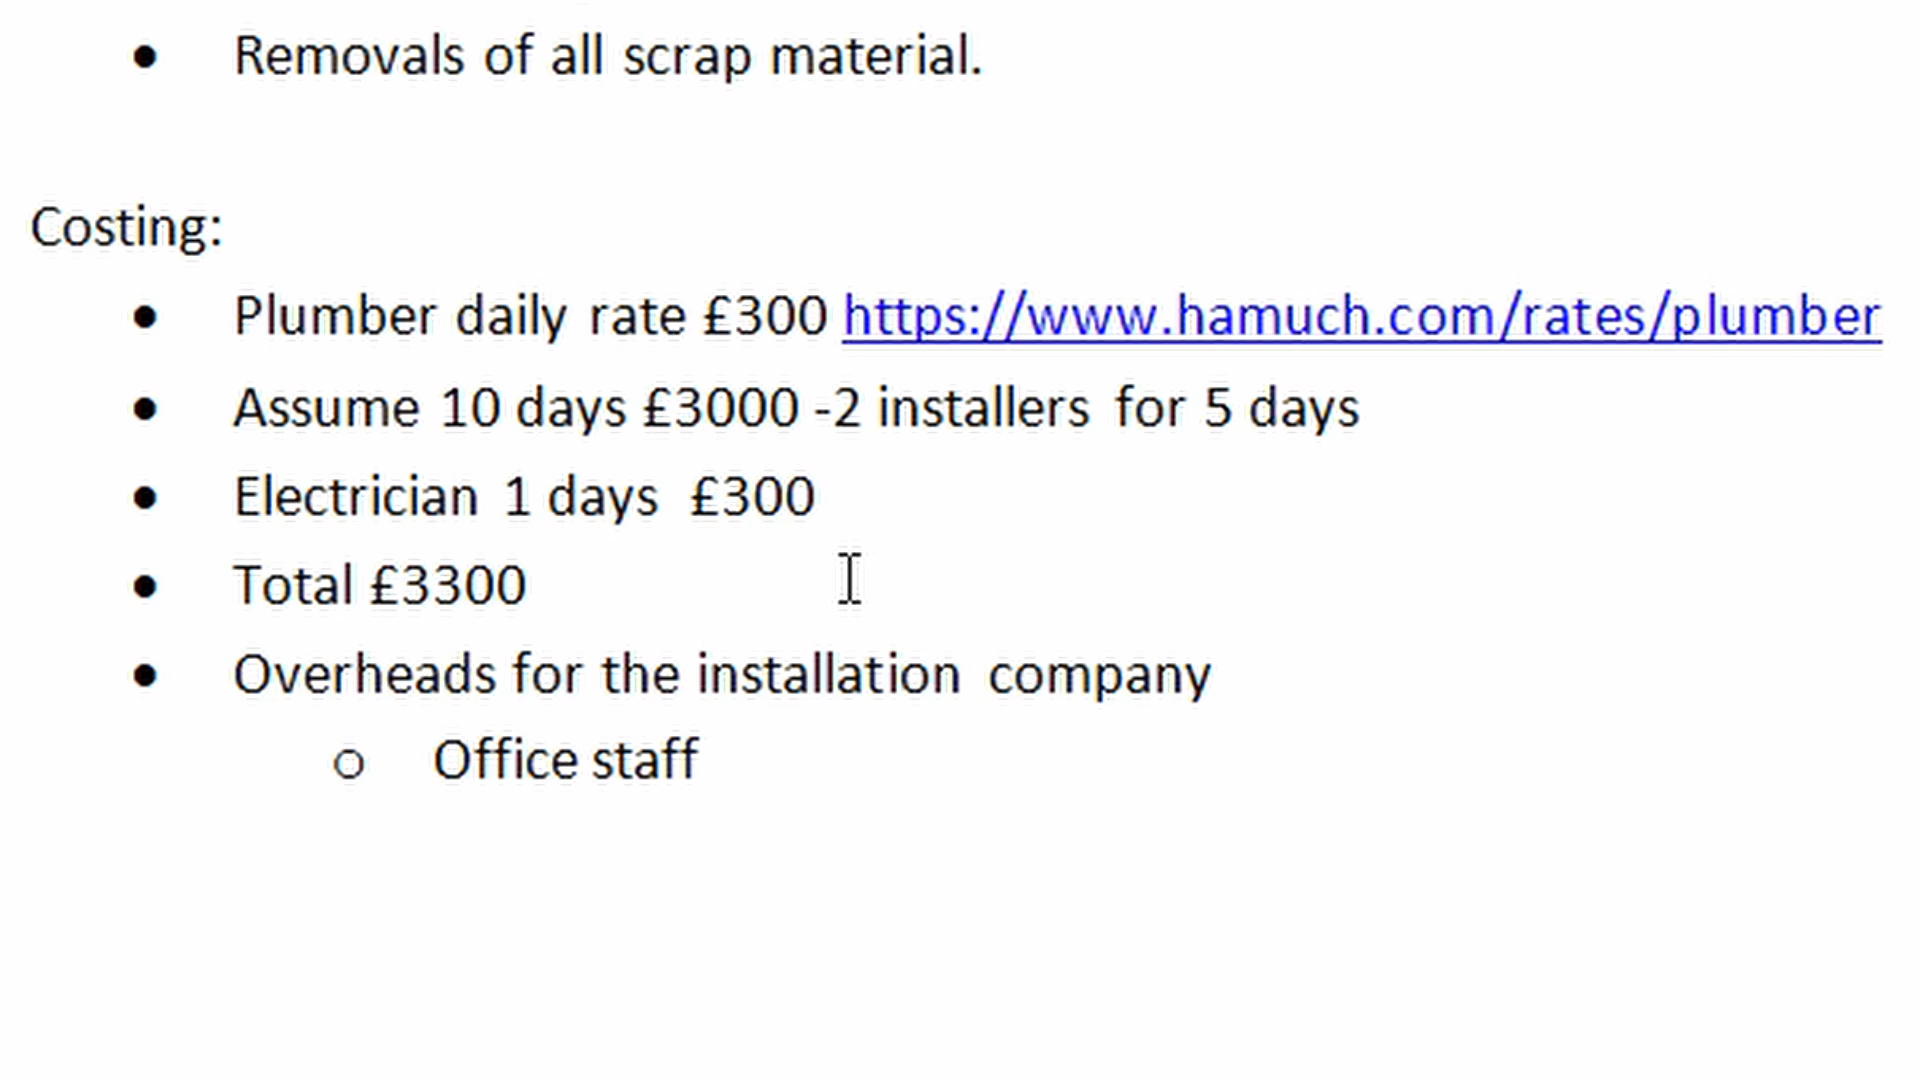 • Removals of all scrap material.
Costing:
• Plumber daily rate £300 https://www.hamuch.com/rates/plumber
• Assume 10 days £3000 -2 installers for 5 days
• Electrician 1 days £300
• Total £3300
• Overheads for the installation company
o Office staff